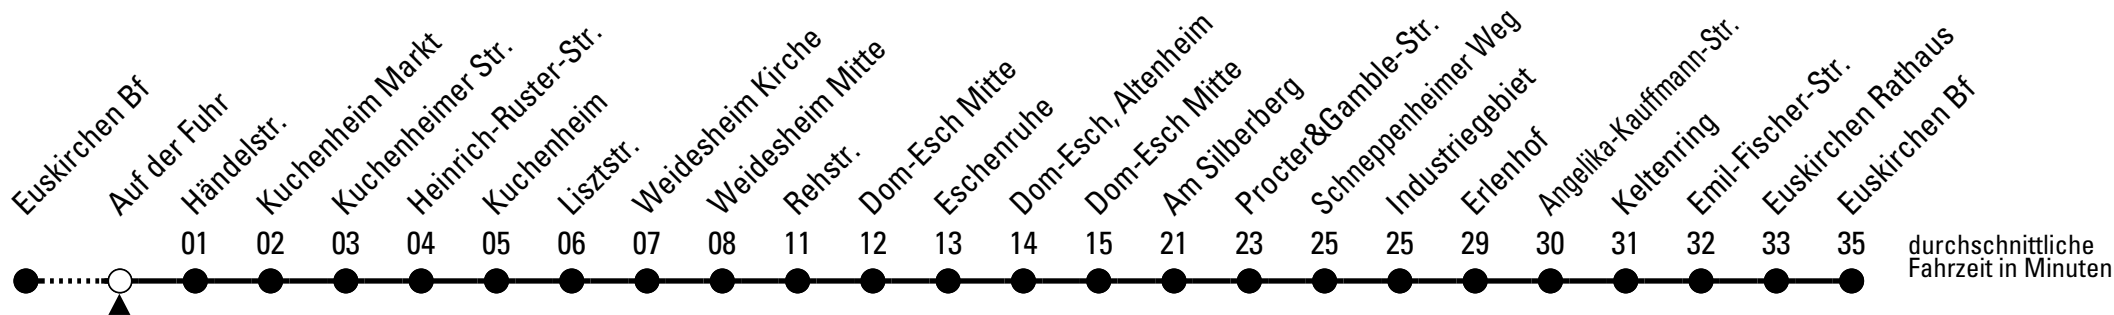 Euskirchen Bf
Auf der Fuhr
Händelstr.
Kuchenheim Markt
Kuchenheimer Str.
Heinrich-Ruster-Str.
Kuchenheim
Lisztstr.
Weidesheim Kirche
Weidesheim Mitte
Rehstr.
Dom-Esch Mitte
Eschenruhe
Dom-Esch, Altenheim
Dom-Esch Mitte
Am Silberberg
Procter&Gamble-Str.
Schneppenheimer Weg
Industriegebiet
Erlenhof
Angeliika-Kauffmann-Str.
Keltenring
Emil-Fischer-Str.
Euskirchen Rathaus
Euskirchen Bf
01 02 03 04 05 06 07 08 11 12 13 14 15 21 23 25 25 29 30 31 32 33 35
durchschnittliche
Fahrzeit in Minuten